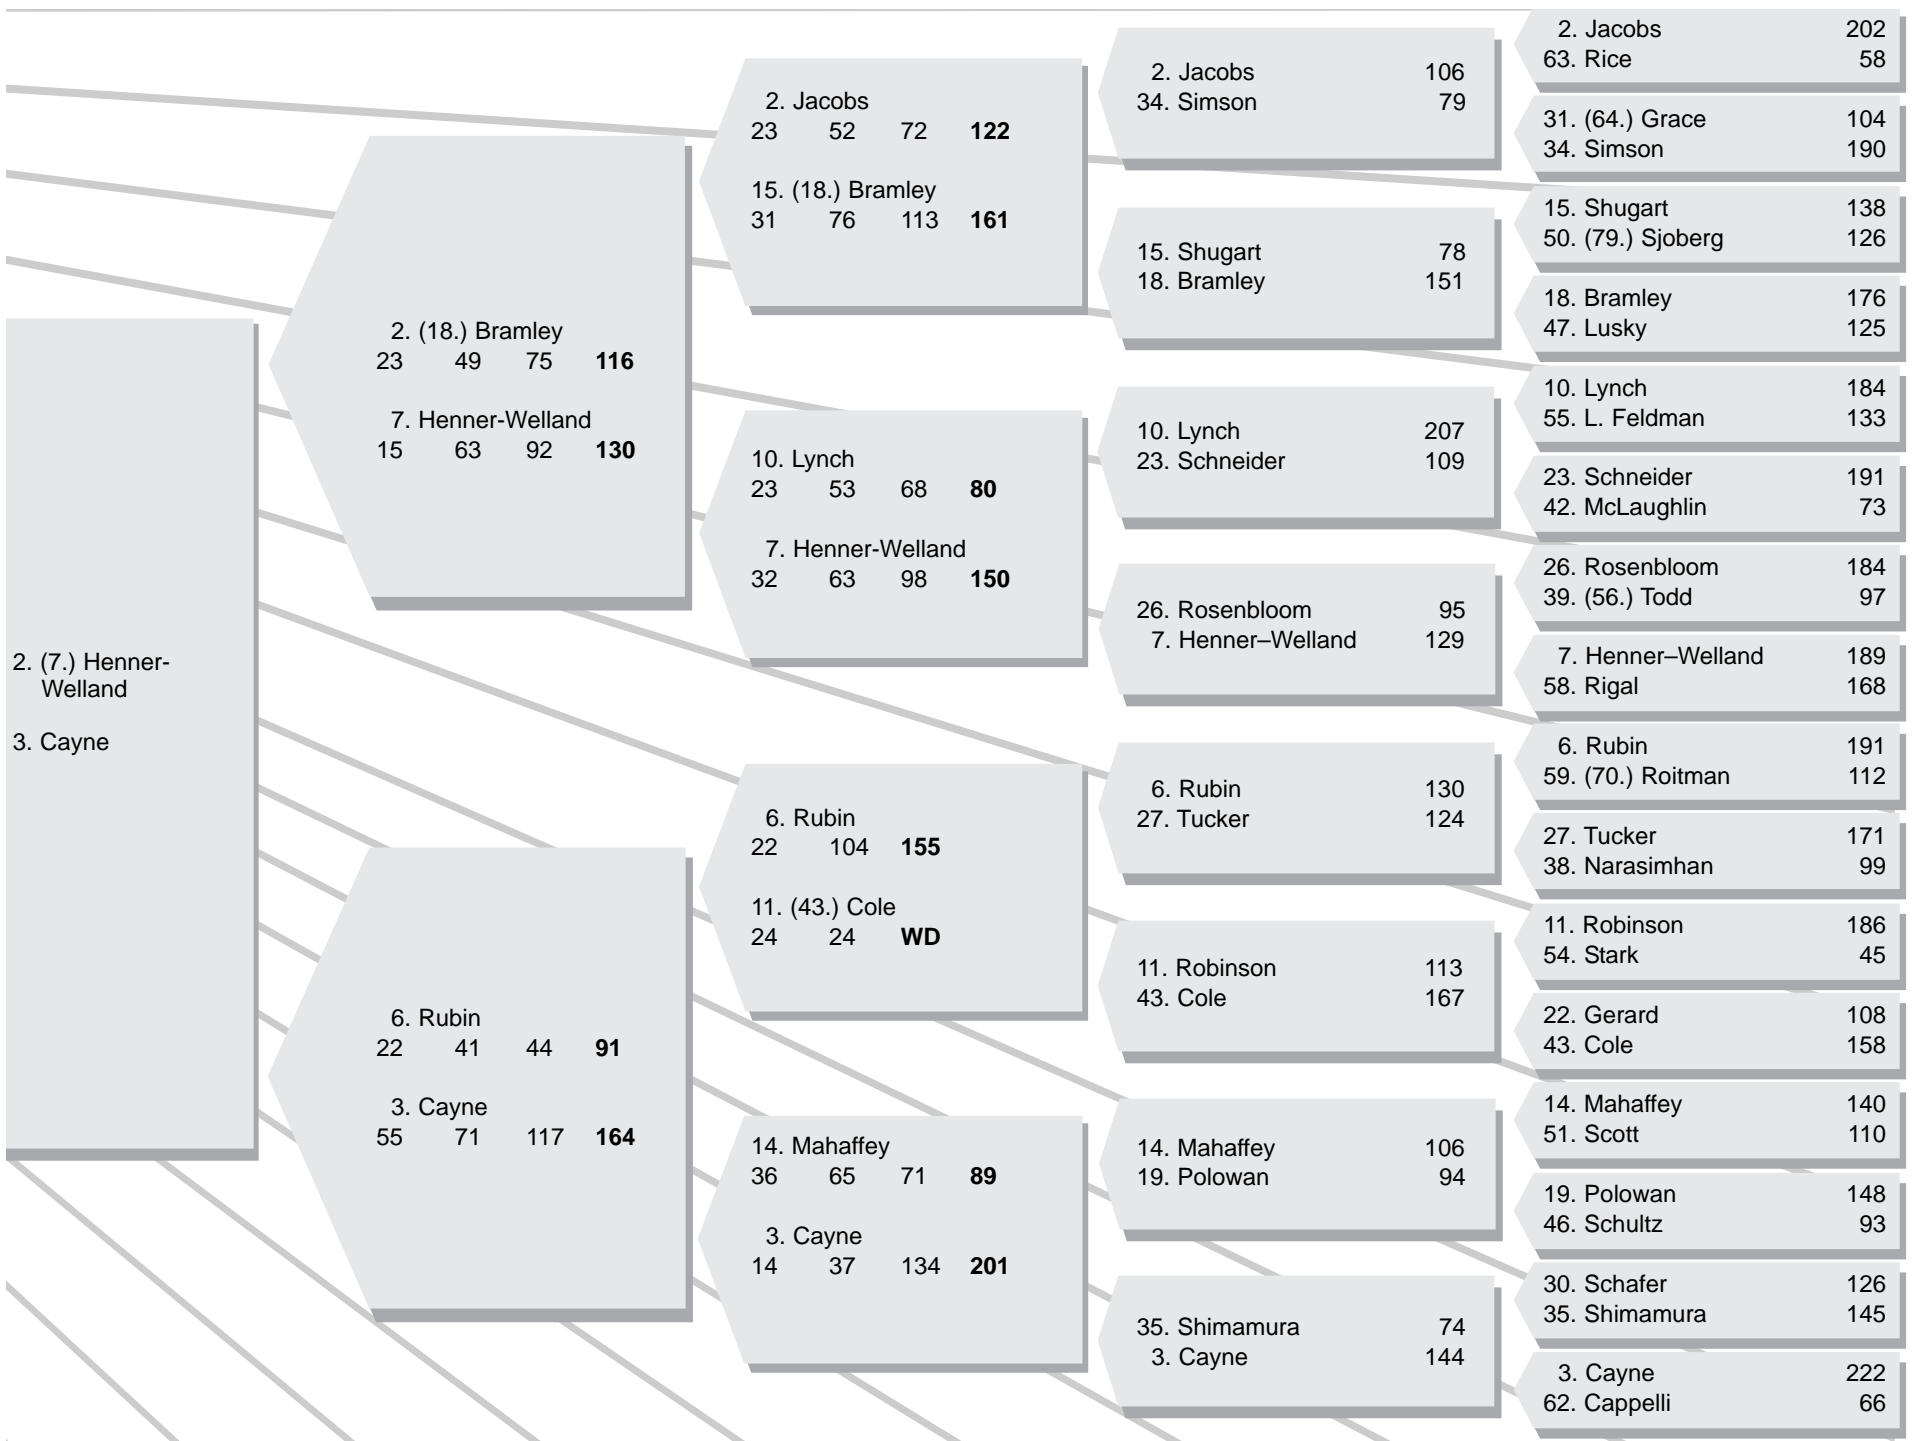 2. (7.) Henner-
Welland
3. Cayne
2. (18.) Bramley
23 49 75 116
7. Henner-Welland
15 63 92 130
6. Rubin
22 41 44 91
3. Cayne
55 71 117 164
2. Jacobs
23 52 72 122
15. (18.) Bramley
31 76 113 161
10. Lynch
23 53 68 80
7. Henner-Welland
32 63 98 150
6. Rubin
22 104 155
11. (43.) Cole
24 24 WD
14. Mahaffey
36 65 71 89
3. Cayne
14 37 134 201
2. Jacobs 106
34. Simson 79
15. Shugart 78
18. Bramley 151
10. Lynch 207
23. Schneider 109
26. Rosenbloom 95
7. Henner–Welland 129
6. Rubin 130
27. Tucker 124
11. Robinson 113
43. Cole 167
14. Mahaffey 106
19. Polowan 94
35. Shimamura 74
3. Cayne 144
2. Jacobs 202
63. Rice 58
31. (64.) Grace 104
34. Simson 190
15. Shugart 138
50. (79.) Sjoberg 126
18. Bramley 176
47. Lusky 125
10. Lynch 184
55. L. Feldman 133
23. Schneider 191
42. McLaughlin 73
26. Rosenbloom 184
39. (56.) Todd 97
7. Henner–Welland 189
58. Rigal 168
6. Rubin 191
59. (70.) Roitman 112
27. Tucker 171
38. Narasimhan 99
11. Robinson 186
54. Stark 45
22. Gerard 108
43. Cole 158
14. Mahaffey 140
51. Scott 110
19. Polowan 148
46. Schultz 93
30. Schafer 126
35. Shimamura 145
3. Cayne 222
62. Cappelli 66